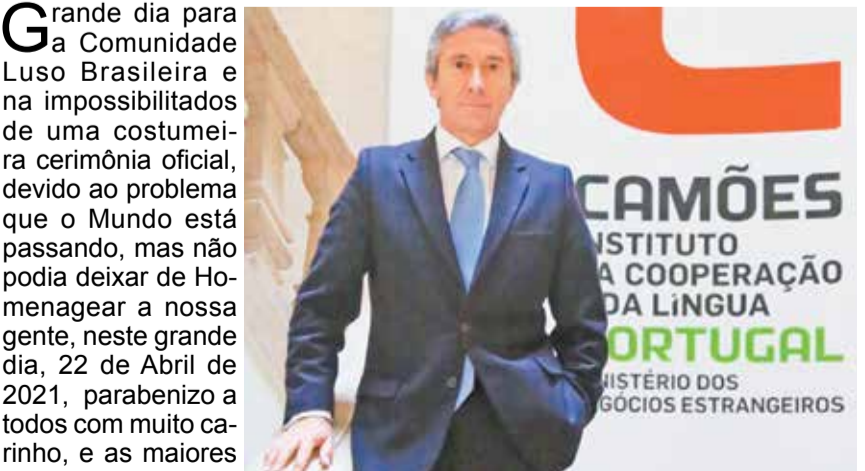 Grande dia para
a Comunidade
Luso Brasileira e
na impossibilitados
de uma costumei-
ra cerimônia oficial,
devido ao problema
que o Mundo está
passando, mas não
podia deixar de Ho-
menagear a nossa
gente, neste grande
dia, 22 de Abril de
2021, parabenizo a
todos com muito ca-
rinho, e as maiores
CAMÕES
NSTITUTO
A COOPERAÇÃO
DA LíNGUA
ORTUGAL
NISTÉRIO DOS
GÓCIOS ESTRANGEIROS